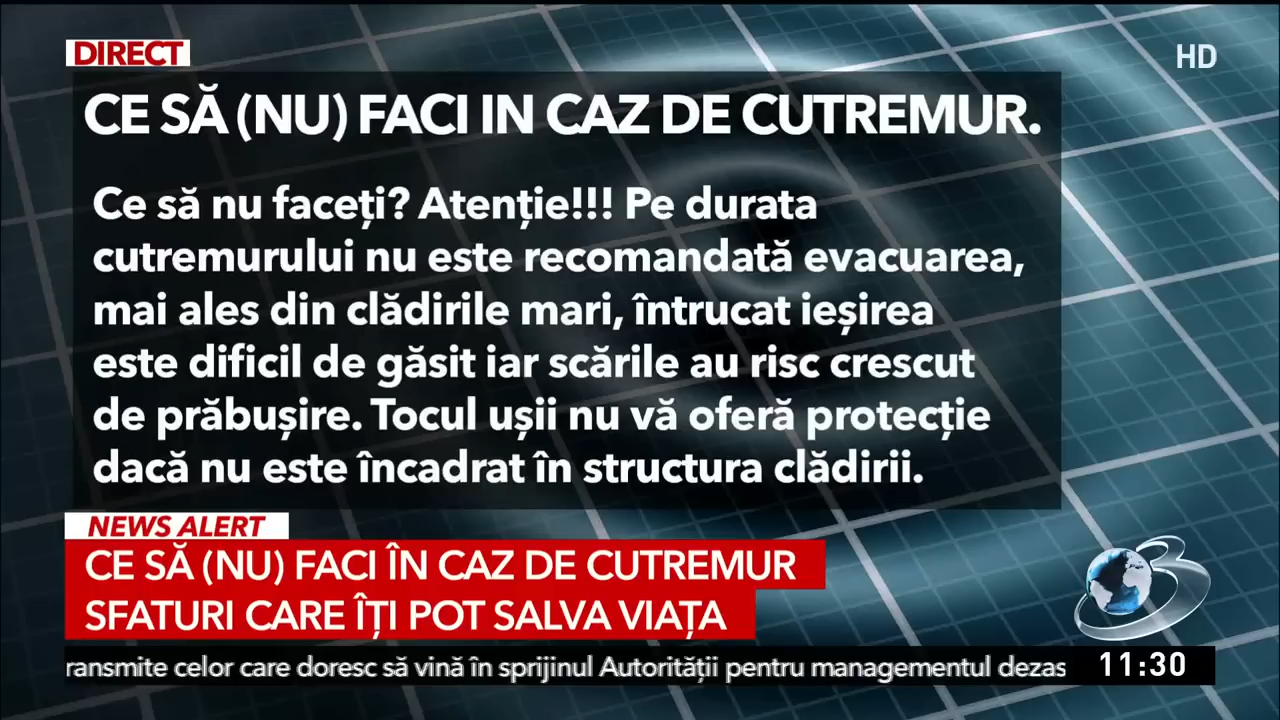 DIRECT
HD
CE SĂ (NU) FACI IN CAZ DE CUTREMUR.
Ce să nu faceți? Atenție!!! Pe durata
cutremurului nu este recomandată evacuarea,
mai ales din clădirile mari, întrucat ieșirea
este dificil de găsit iar scările au risc crescut
de prăbușire. Tocul ușii nu vă oferă protecție
dacă nu este încadrat în structura clădirii.
NEWS ALERT
CE SĂ (NU) FACI ÎN CAZ DE CUTREMUR
SFATURI CARE ÎȚI POT SALVA VIAȚA
3
ransmite celor care doresc să vină în sprijinul Autorității pentru managementul dezas
11:30